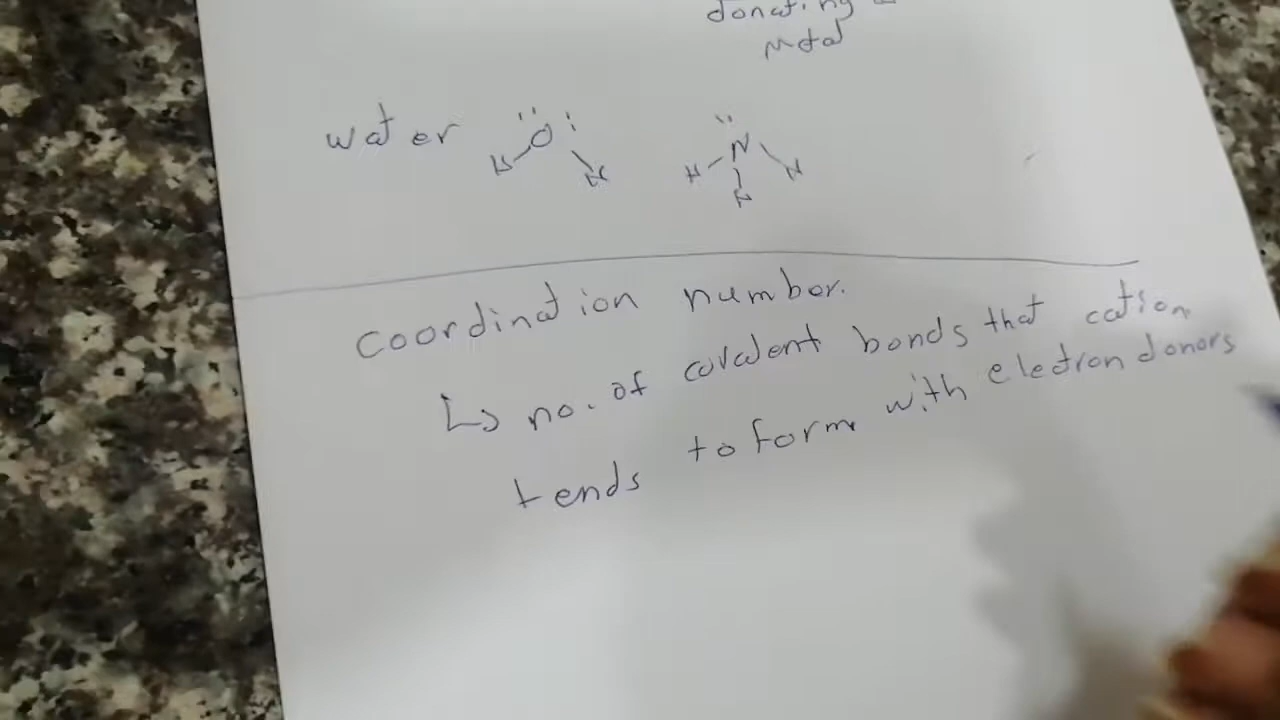 donating
Metal
water H O H H N H H
coordination number.
↳ no. of covalent bonds that cation
tends to form with electron donors